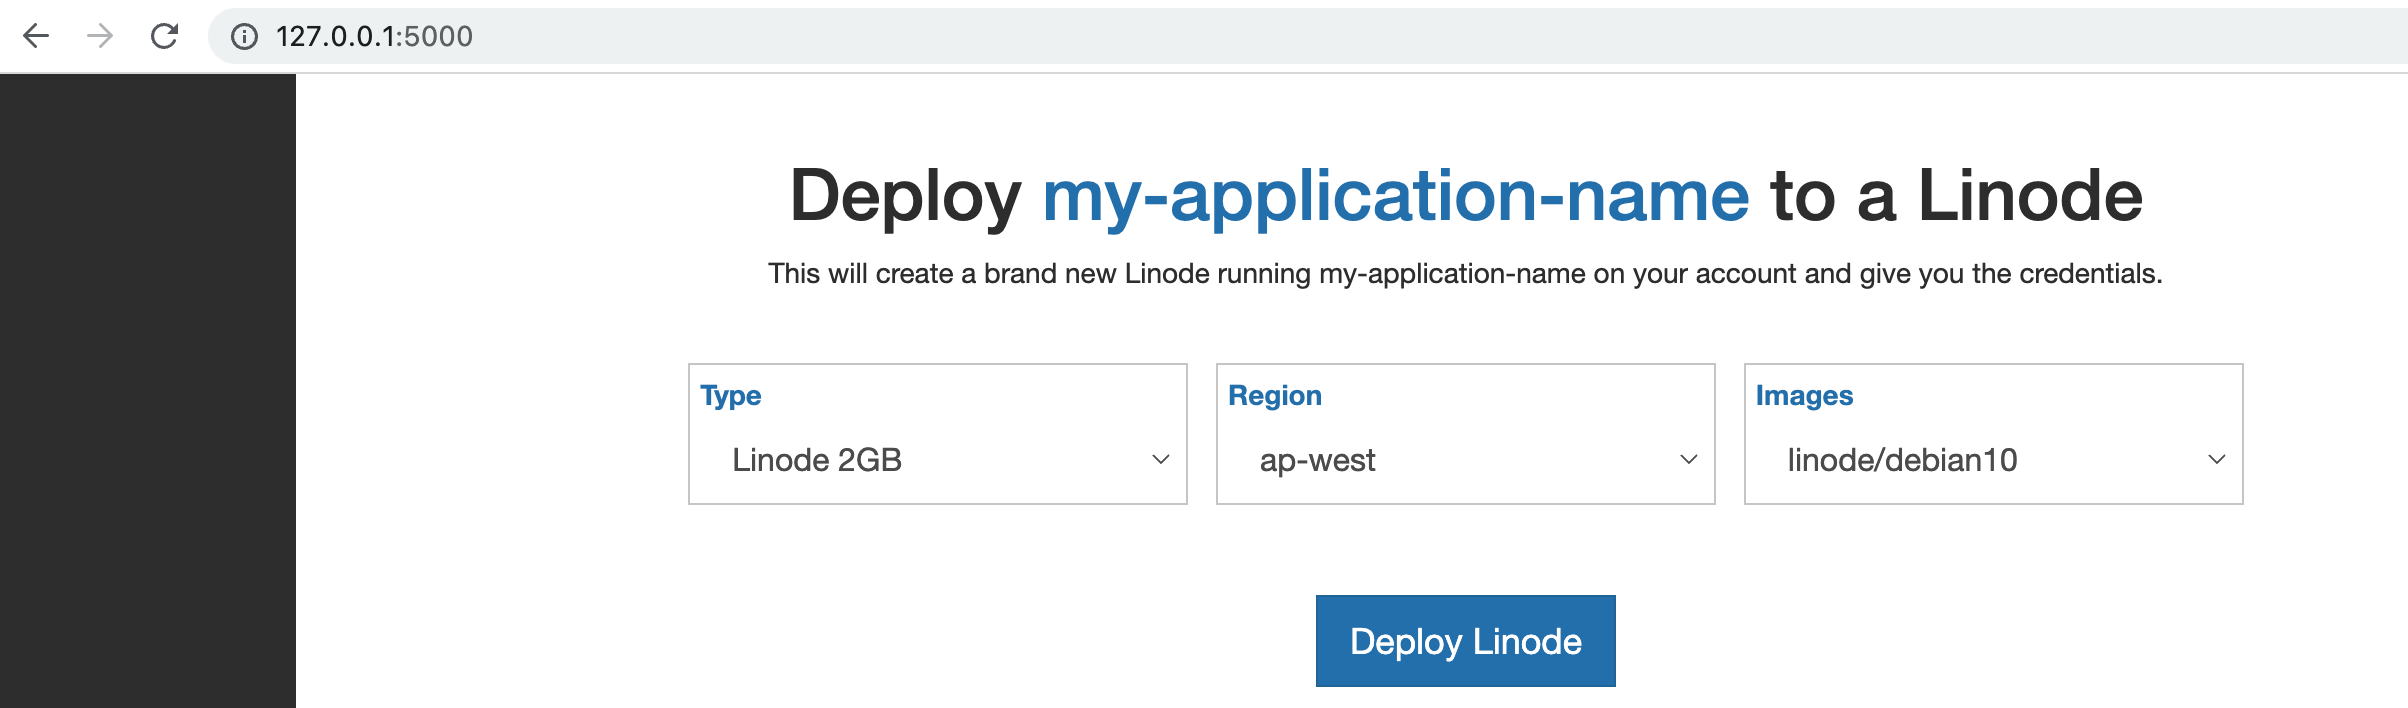 127.0.0.1:5000
Deploy my-application-name to a Linode
This will create a brand new Linode running my-application-name on your account and give you the credentials.
Type
Linode 2GB
Region
ap-west
Images
linode/debian10
Deploy Linode